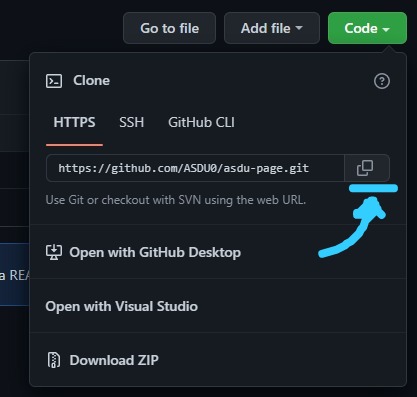 Go to file
Add file
Code
Clone
HTTPS
SSH
GitHub CLI
https://github.com/ASDU0/asdu-page.git
Use Git or checkout with SVN using the web URL.
Open with GitHub Desktop
a REA
Open with Visual Studio
Download ZIP